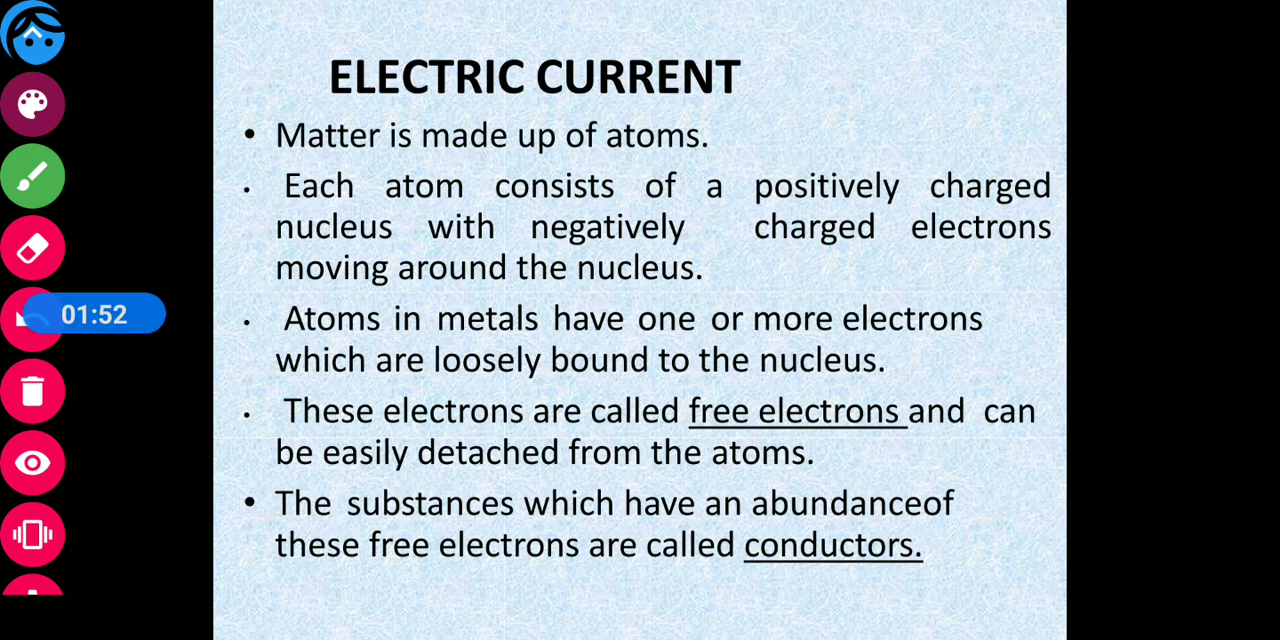 ELECTRIC CURRENT
• Matter is made up of atoms.
• Each atom consists of a positively charged
nucleus with negatively charged electrons
moving around the nucleus.
01:52
• Atoms in metals have one or more electrons
which are loosely bound to the nucleus.
• These electrons are called free electrons and can
be easily detached from the atoms.
• The substances which have an abundanceof
these free electrons are called conductors.